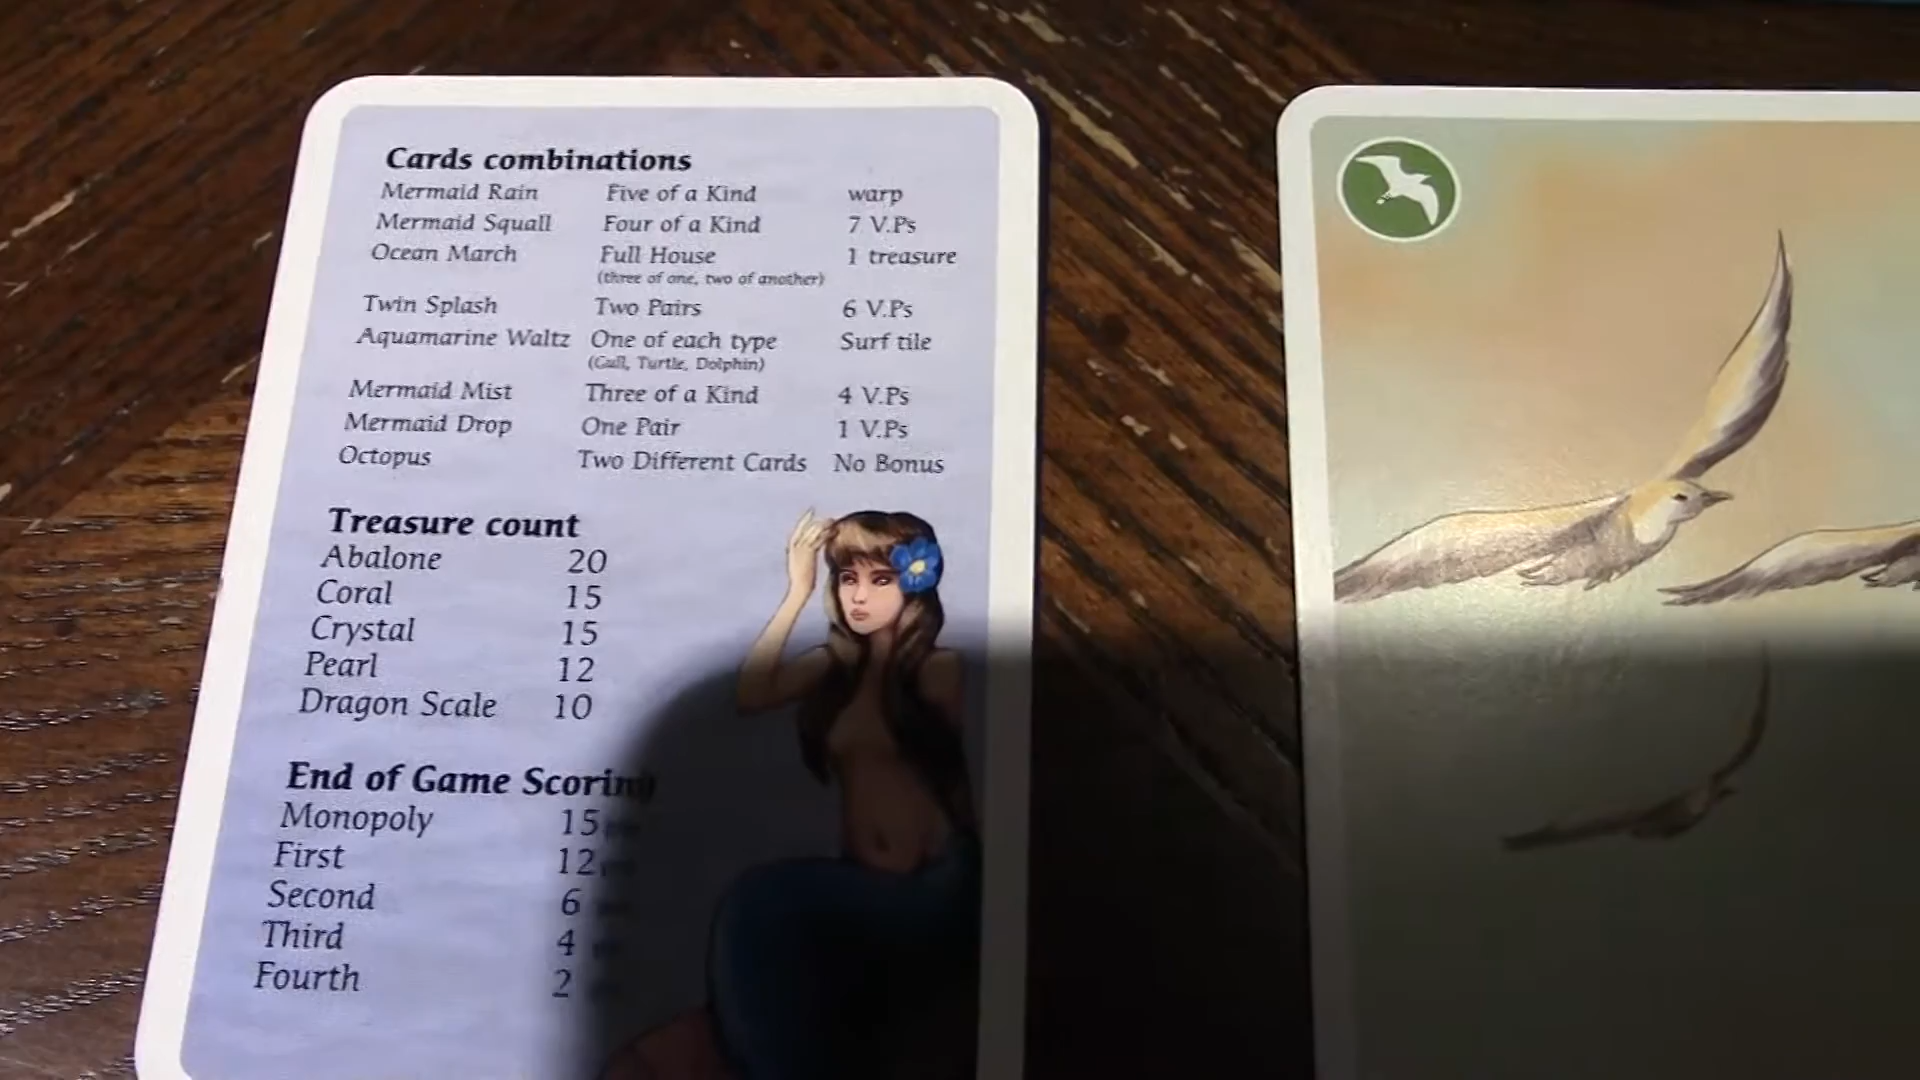 Cards combinations
Mermaid Rain Five of a Kind warp
Mermaid Squall Four of a Kind 7 V.Ps
Ocean March Full House 1 treasure
(three of one, two of another)
Twin Splash Two Pairs 6 V.Ps
Aquamarine Waltz One of each type Surf tile
(Gull, Turtle, Dolphin)
Mermaid Mist Three of a Kind 4 V.Ps
Mermaid Drop One Pair 1 V.Ps
Octopus Two Different Cards No Bonus
Treasure count
Abalone 20
Coral 15
Crystal 15
Pearl 12
Dragon Scale 10
End of Game Scoring
Monopoly 15
First 12
Second 6
Third 4
Fourth 2